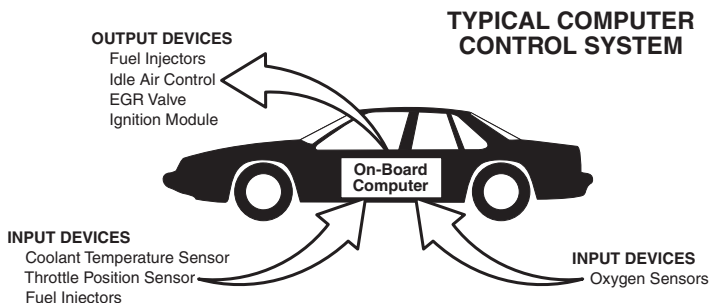 TYPICAL COMPUTER
CONTROL SYSTEM
OUTPUT DEVICES
Fuel Injectors
Idle Air Control
EGR Valve
Ignition Module
On-Board
Computer
INPUT DEVICES
Coolant Temperature Sensor
Throttle Position Sensor
Fuel Injectors
INPUT DEVICES
Oxygen Sensors